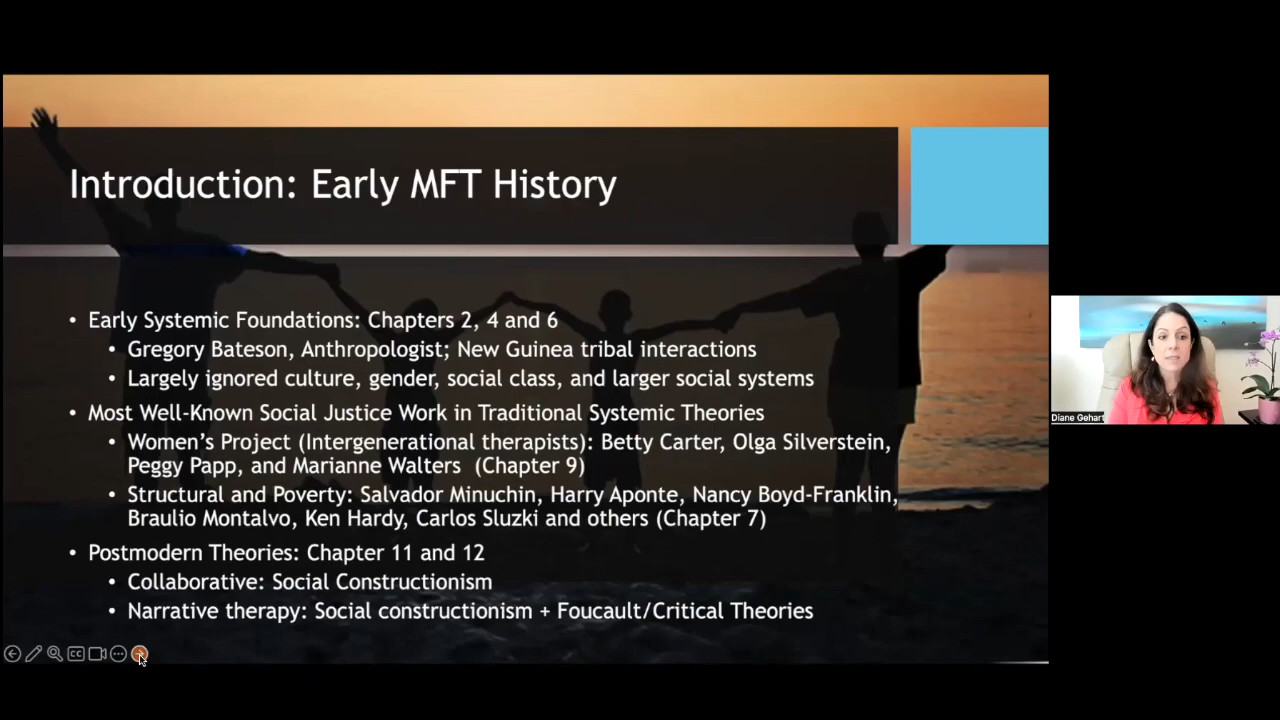 Introduction: Early MFT History
• Early Systemic Foundations: Chapters 2, 4 and 6
• Gregory Bateson, Anthropologist; New Guinea tribal interactions
• Largely ignored culture, gender, social class, and larger social systems
• Most Well-Known Social Justice Work in Traditional Systemic Theories
• Women’s Project (Intergenerational therapists): Betty Carter, Olga Silverstein,
Peggy Papp, and Marianne Walters (Chapter 9)
• Structural and Poverty: Salvador Minuchin, Harry Aponte, Nancy Boyd-Franklin,
Braulio Montalvo, Ken Hardy, Carlos Sluzki and others (Chapter 7)
• Postmodern Theories: Chapter 11 and 12
• Collaborative: Social Constructionism
• Narrative therapy: Social constructionism + Foucault/Critical Theories
CC
Diane Gehart